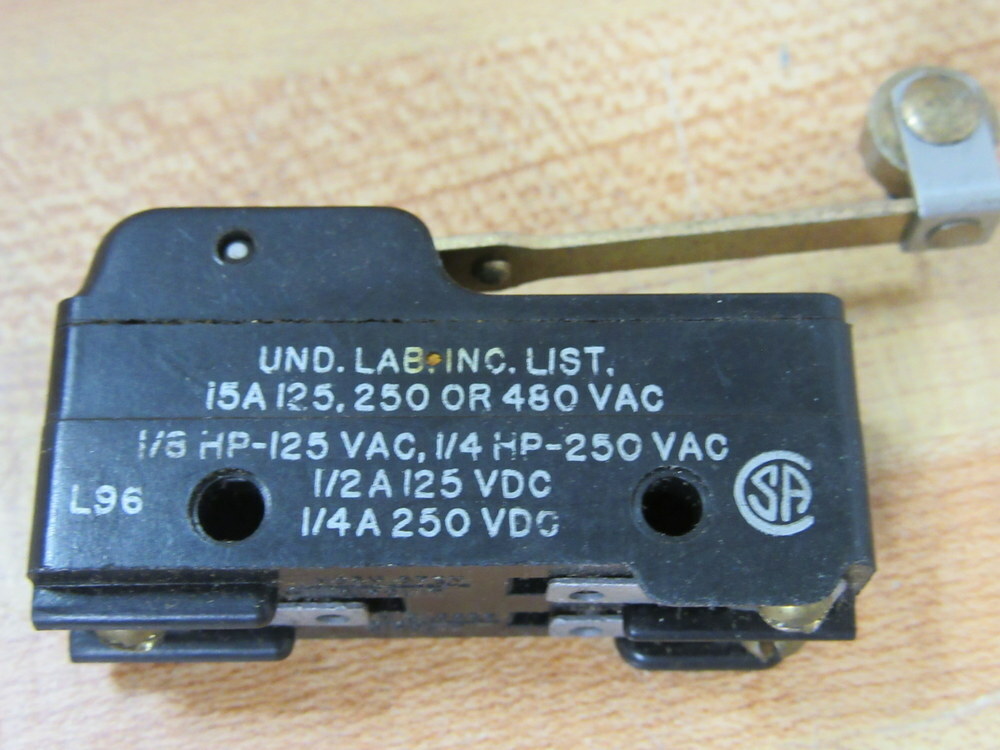 UND. LAB. INC. LIST.
15A 125, 250 OR 480 VAC
1/8 HP-125 VAC, 1/4 HP-250 VAC
1/2 A 125 VDC
1/4 A 250 VDC
L96
CSA